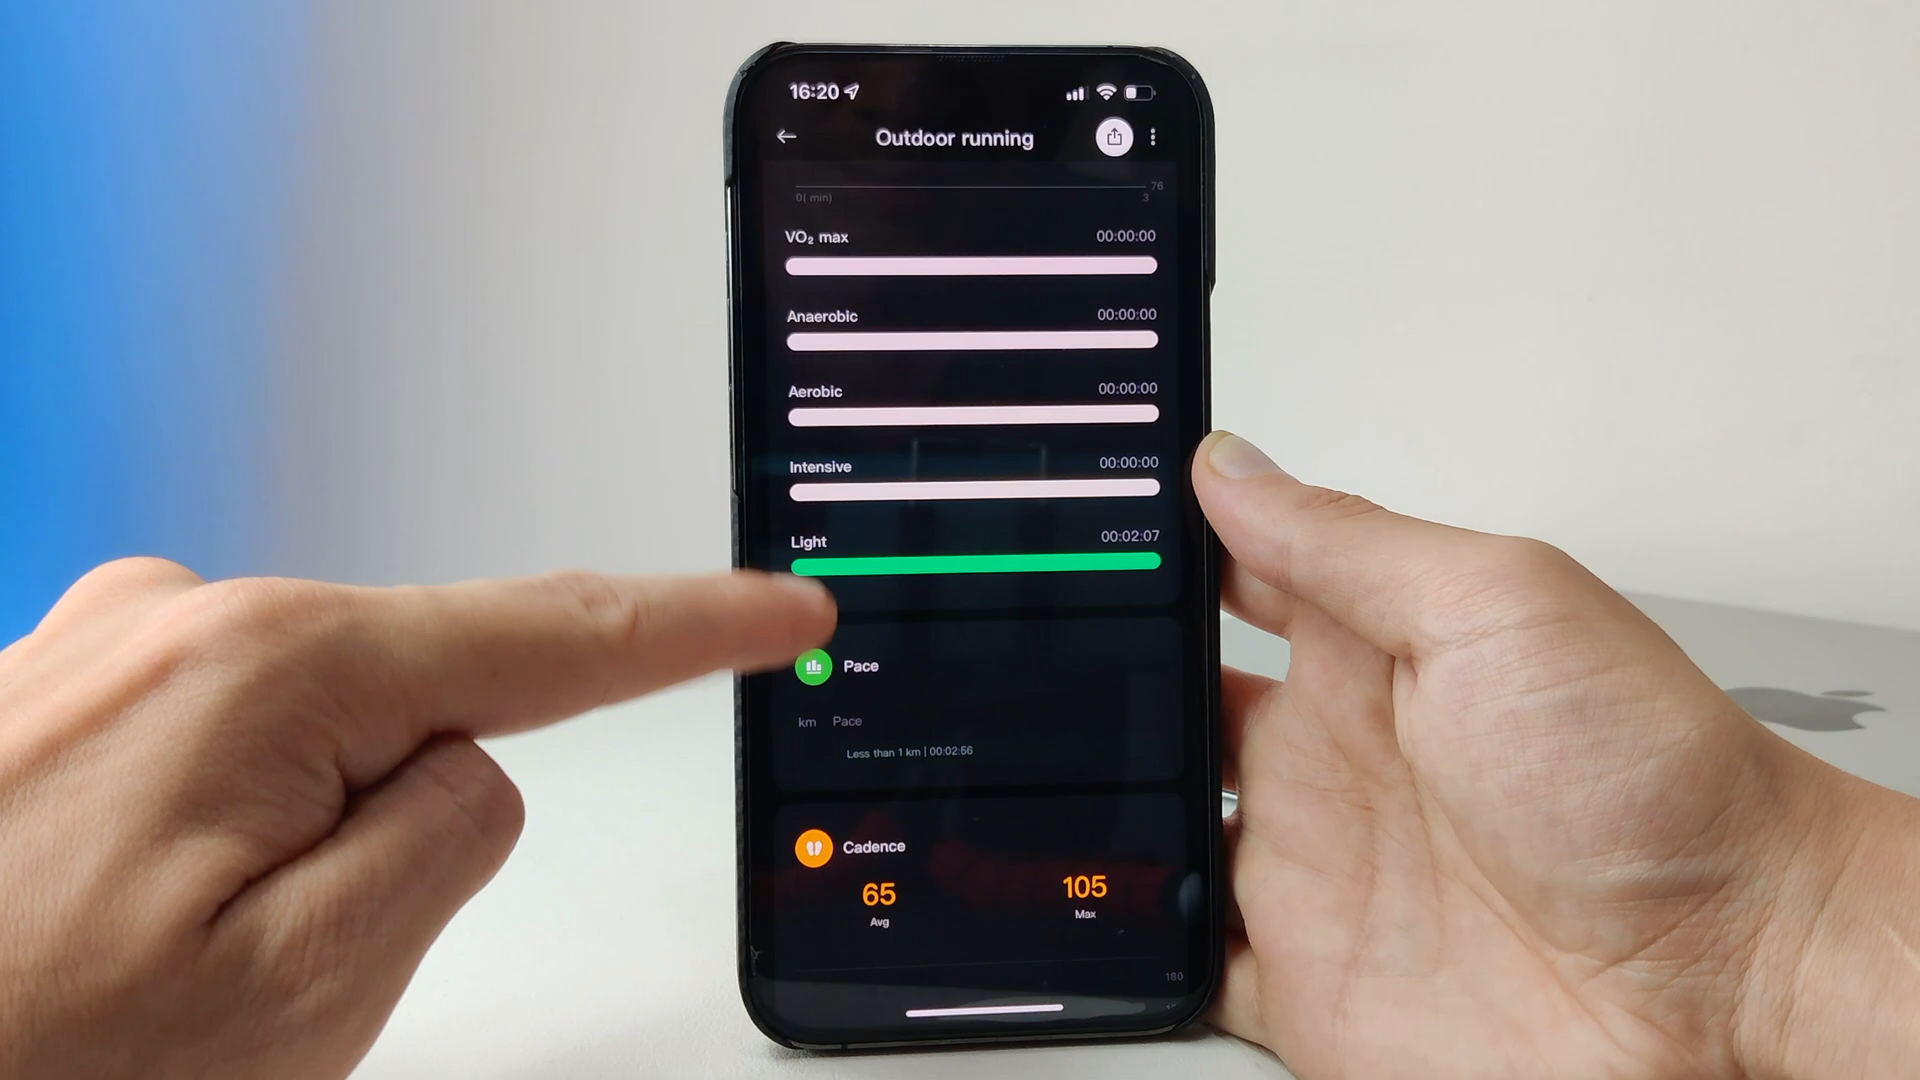 16:20
Outdoor running
76
0( min) 3
VO₂ max 00:00:00
Anaerobic 00:00:00
Aerobic 00:00:00
Intensive 00:00:00
Light 00:02:07
Pace
km Pace
Less than 1 km | 00:02:56
Cadence
65 105
Avg Max
180